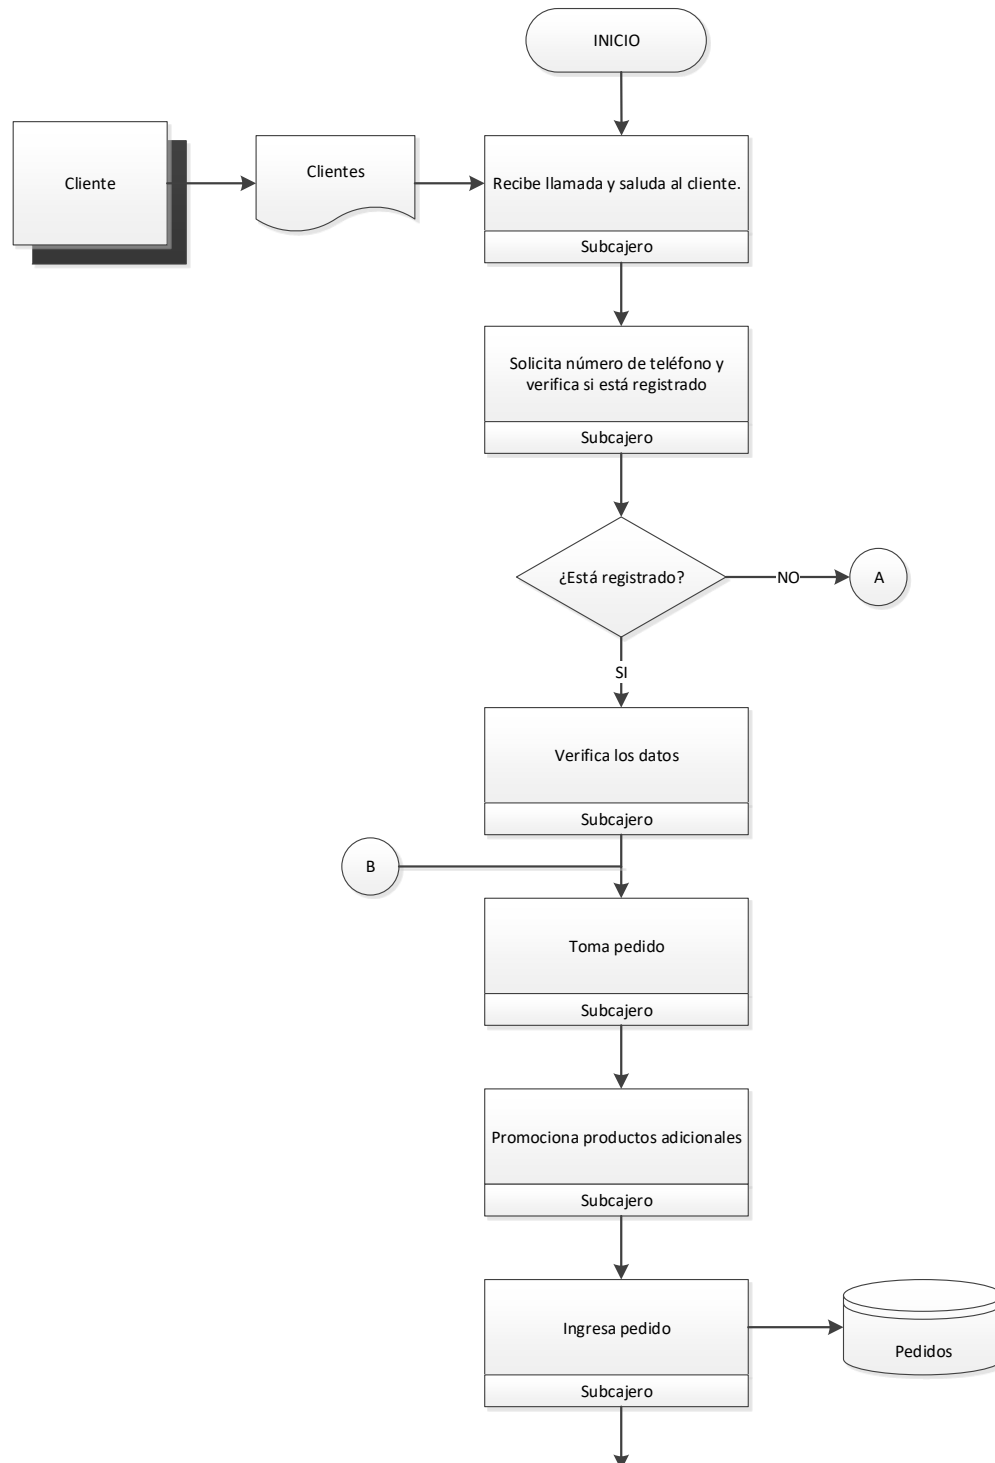 INICIO
Cliente
Clientes
Recibe llamada y saluda al cliente.
Subcajero
Solicita número de teléfono y
verifica si está registrado
Subcajero
¿Está registrado?
NO
A
SI
Verifica los datos
Subcajero
B
Toma pedido
Subcajero
Promociona productos adicionales
Subcajero
Ingresa pedido
Pedidos
Subcajero